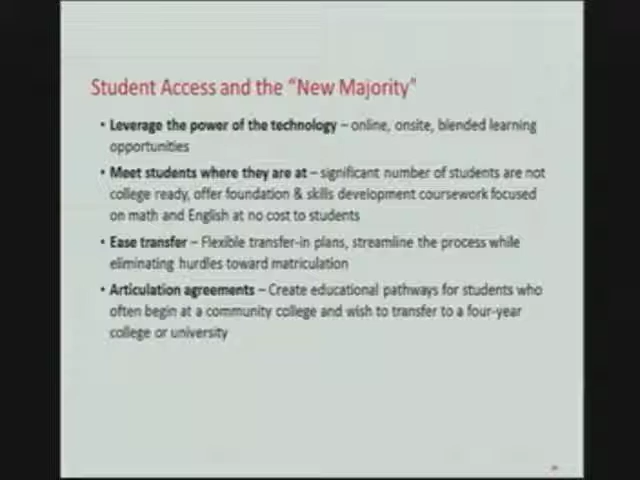 Student Access and the “New Majority”
• Leverage the power of the technology – online, onsite, blended learning
opportunities
• Meet students where they are at – significant number of students are not
college ready, offer foundation & skills development coursework focused
on math and English at no cost to students
• Ease transfer – Flexible transfer-in plans, streamline the process while
eliminating hurdles toward matriculation
• Articulation agreements – Create educational pathways for students who
often begin at a community college and wish to transfer to a four-year
college or university